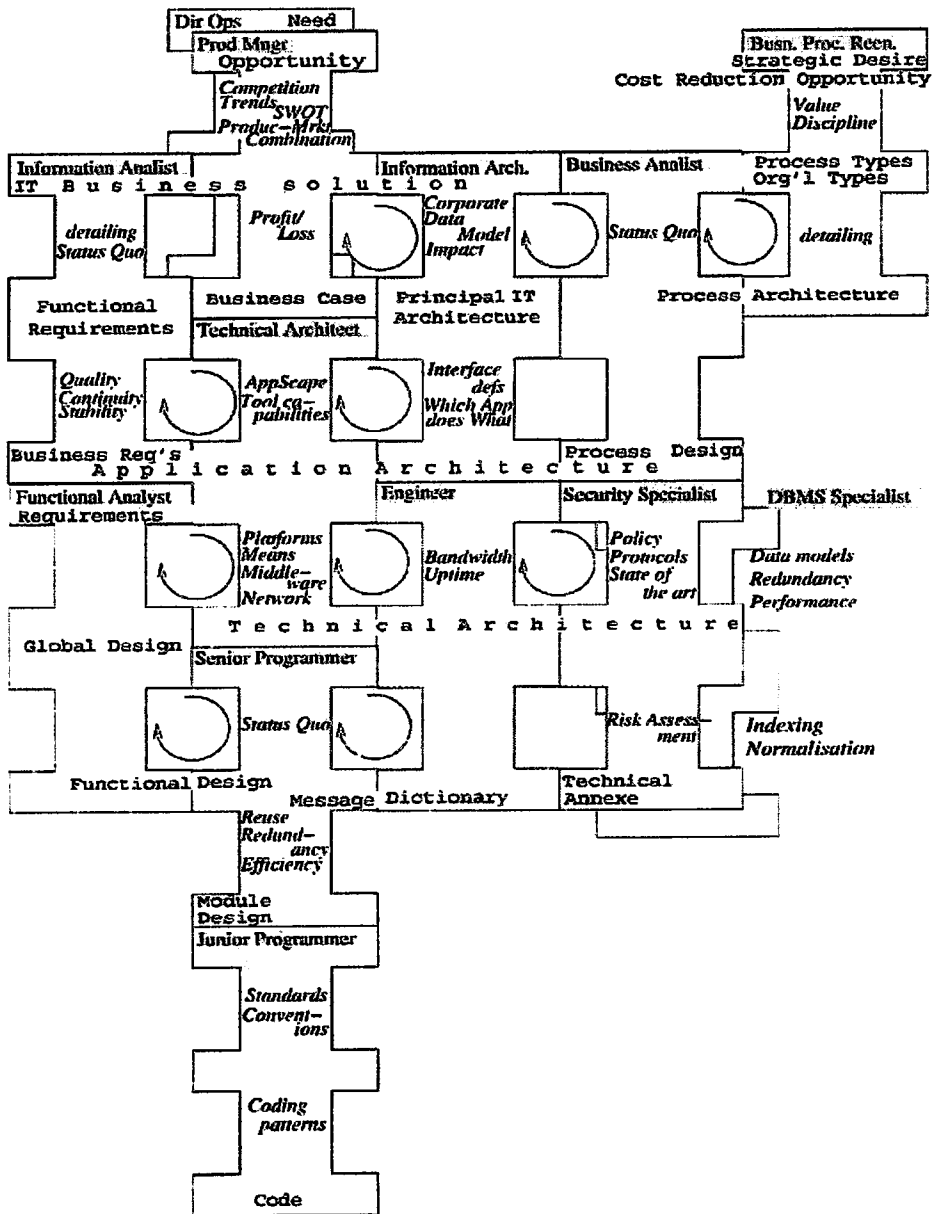 Dir Ops Need
Prod Mngr
Opportunity
Competition
Trends
SWOT
Produc-Mrkt
Combination
Busn. Proc. Reen.
Strategic Desire
Cost Reduction Opportunity
Value
Discipline
Information Analist
Information Arch.
Business Analist
Process Types
Org'l Types
IT Business solution
detailing
Status Quo
Profit/
Loss
Corporate
Data
Model
Impact
Status Quo
detailing
Functional
Requirements
Business Case
Principal IT
Architecture
Process Architecture
Technical Architect
Quality
Continuity
Stability
AppScape
Tool ca-
pabilities
Interface
defs
Which App
does What
Business Req's
Process Design
Application Architecture
Functional Analyst
Requirements
Engineer
Security Specialist
DBMS Specialist
Platforms
Means
Middle-
ware
Network
Bandwidth
Uptime
Policy
Protocols
State of
the art
Data models
Redundancy
Performance
Technical Architecture
Global Design
Senior Programmer
Status Quo
Risk Assess-
ment
Indexing
Normalisation
Functional Design
Message Dictionary
Technical
Annexe
Reuse
Redund-
ancy
Efficiency
Module
Design
Junior Programmer
Standards
Convent-
ions
Coding
patterns
Code